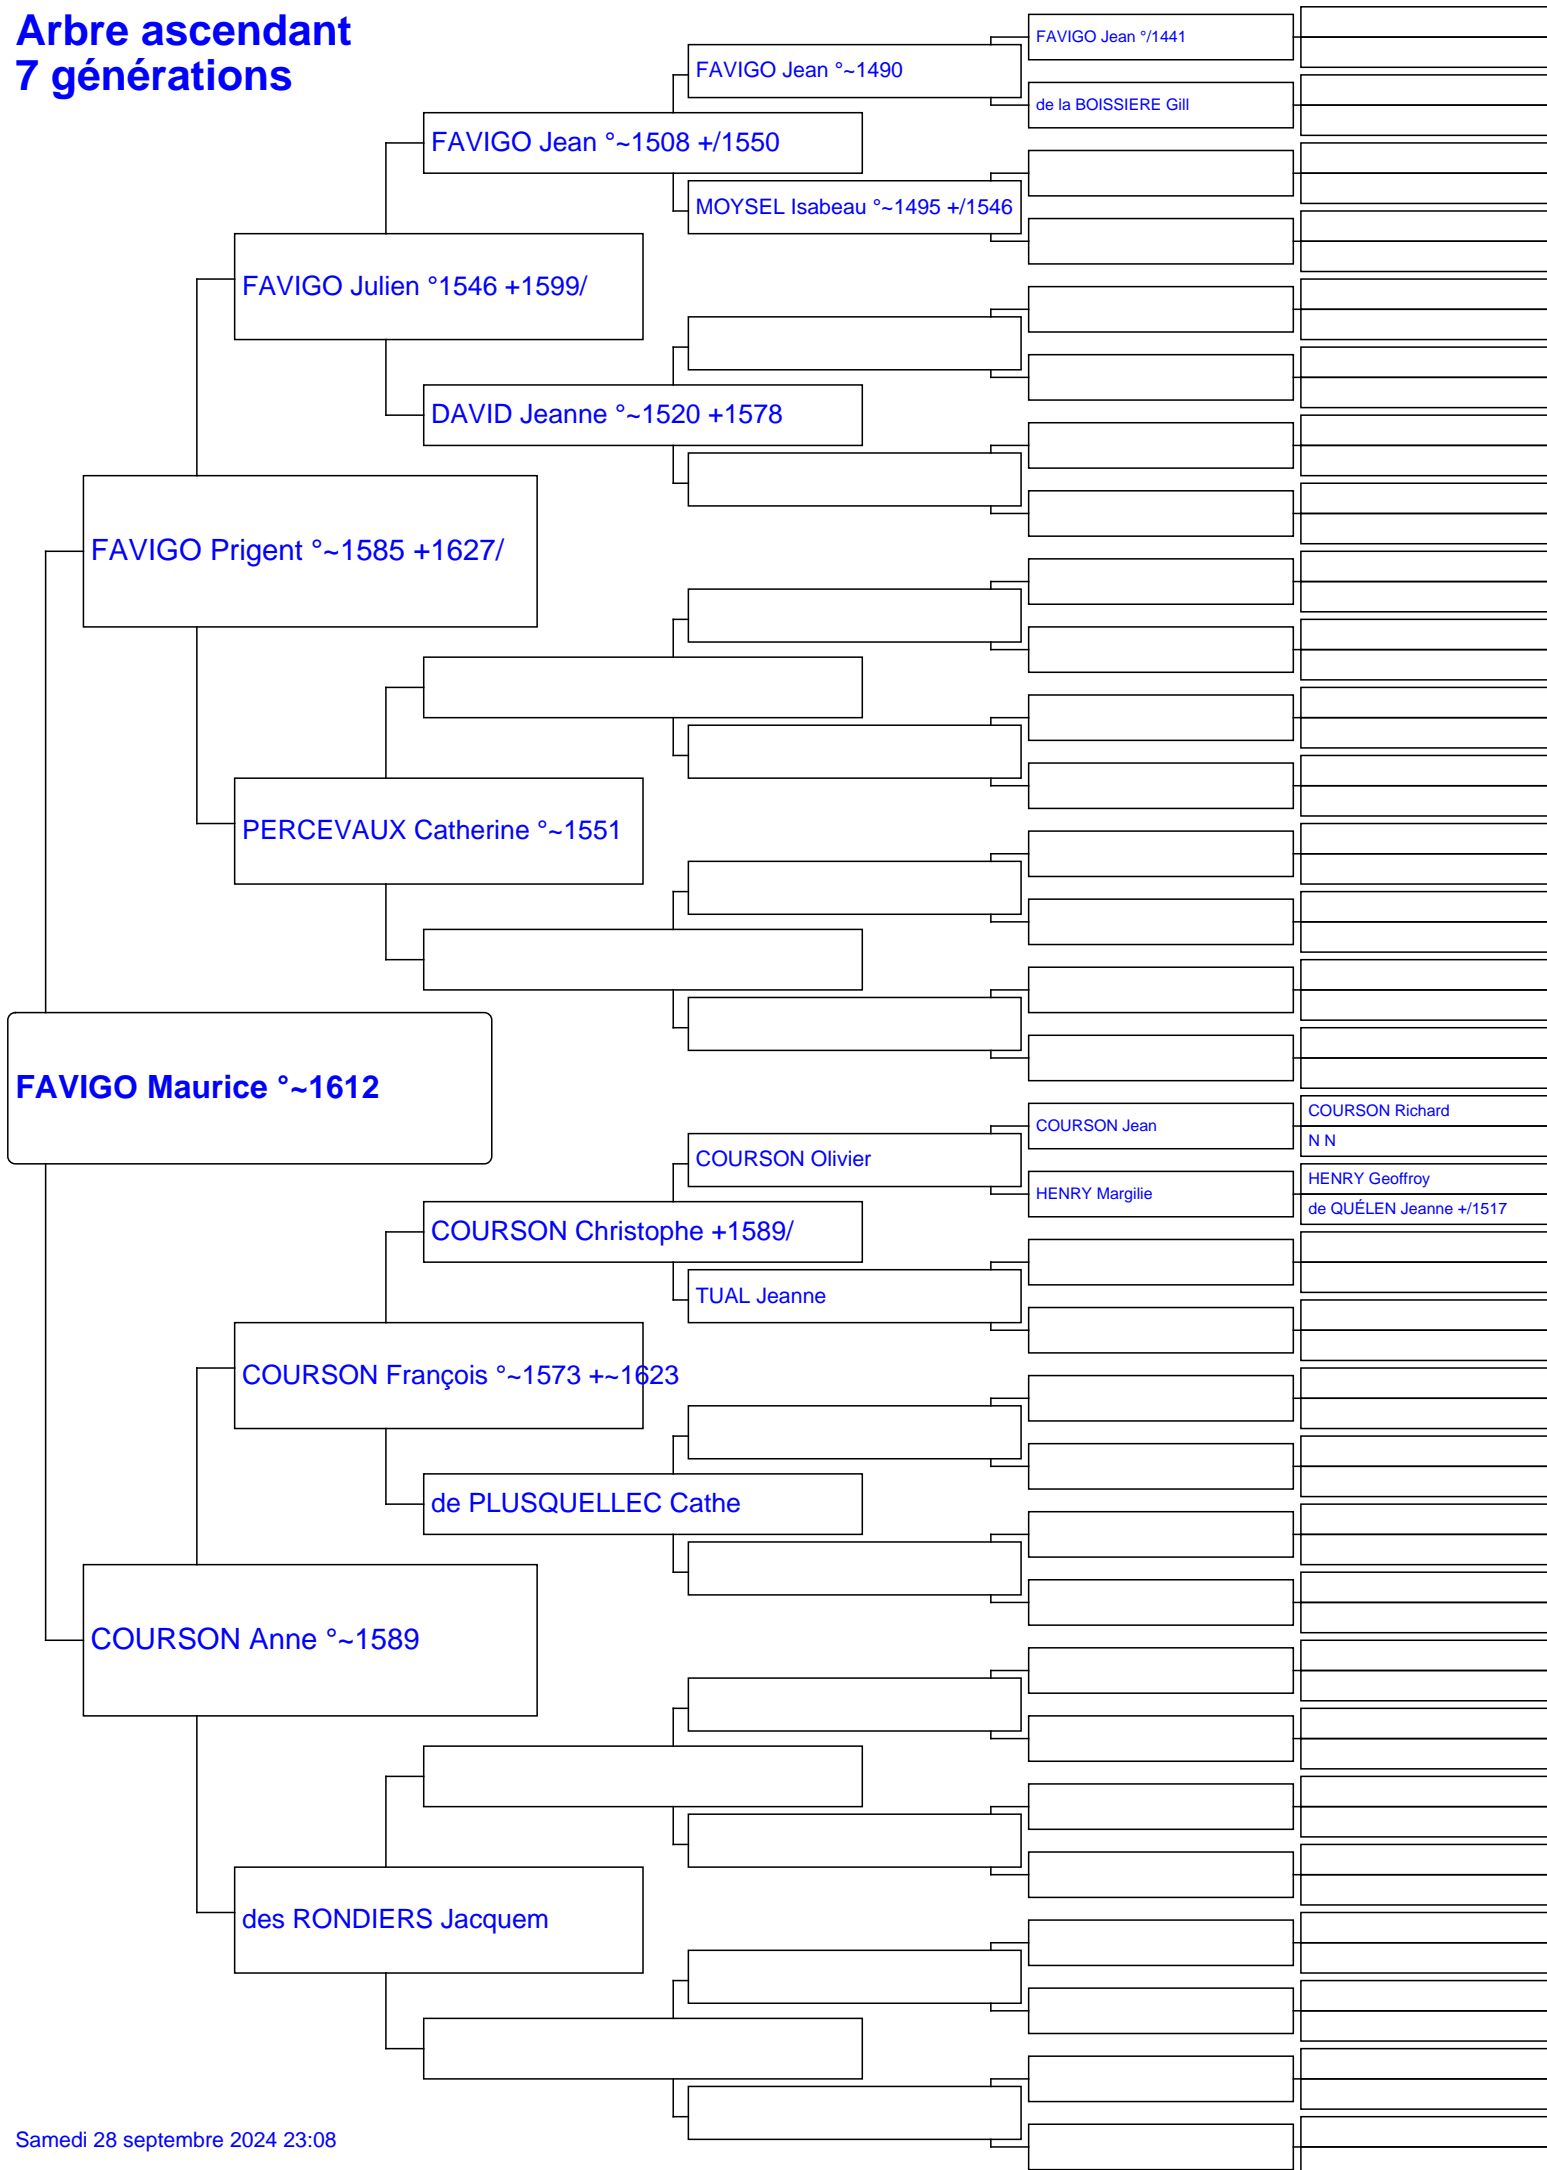 Arbre ascendant
7 générations
FAVIGO Jean °/1441
FAVIGO Jean °~1490
de la BOISSIERE Gill
FAVIGO Jean °~1508 +/1550
MOYSEL Isabeau °~1495 +/1546
FAVIGO Julien °1546 +1599/
DAVID Jeanne °~1520 +1578
FAVIGO Prigent °~1585 +1627/
PERCEVAUX Catherine °~1551
FAVIGO Maurice °~1612
COURSON Richard
COURSON Jean
N N
COURSON Olivier
HENRY Geoffroy
HENRY Margilie
de QUÉLEN Jeanne +/1517
COURSON Christophe +1589/
TUAL Jeanne
COURSON François °~1573 +~1623
de PLUSQUELLEC Cathe
COURSON Anne °~1589
des RONDIERS Jacquem
Samedi 28 septembre 2024 23:08